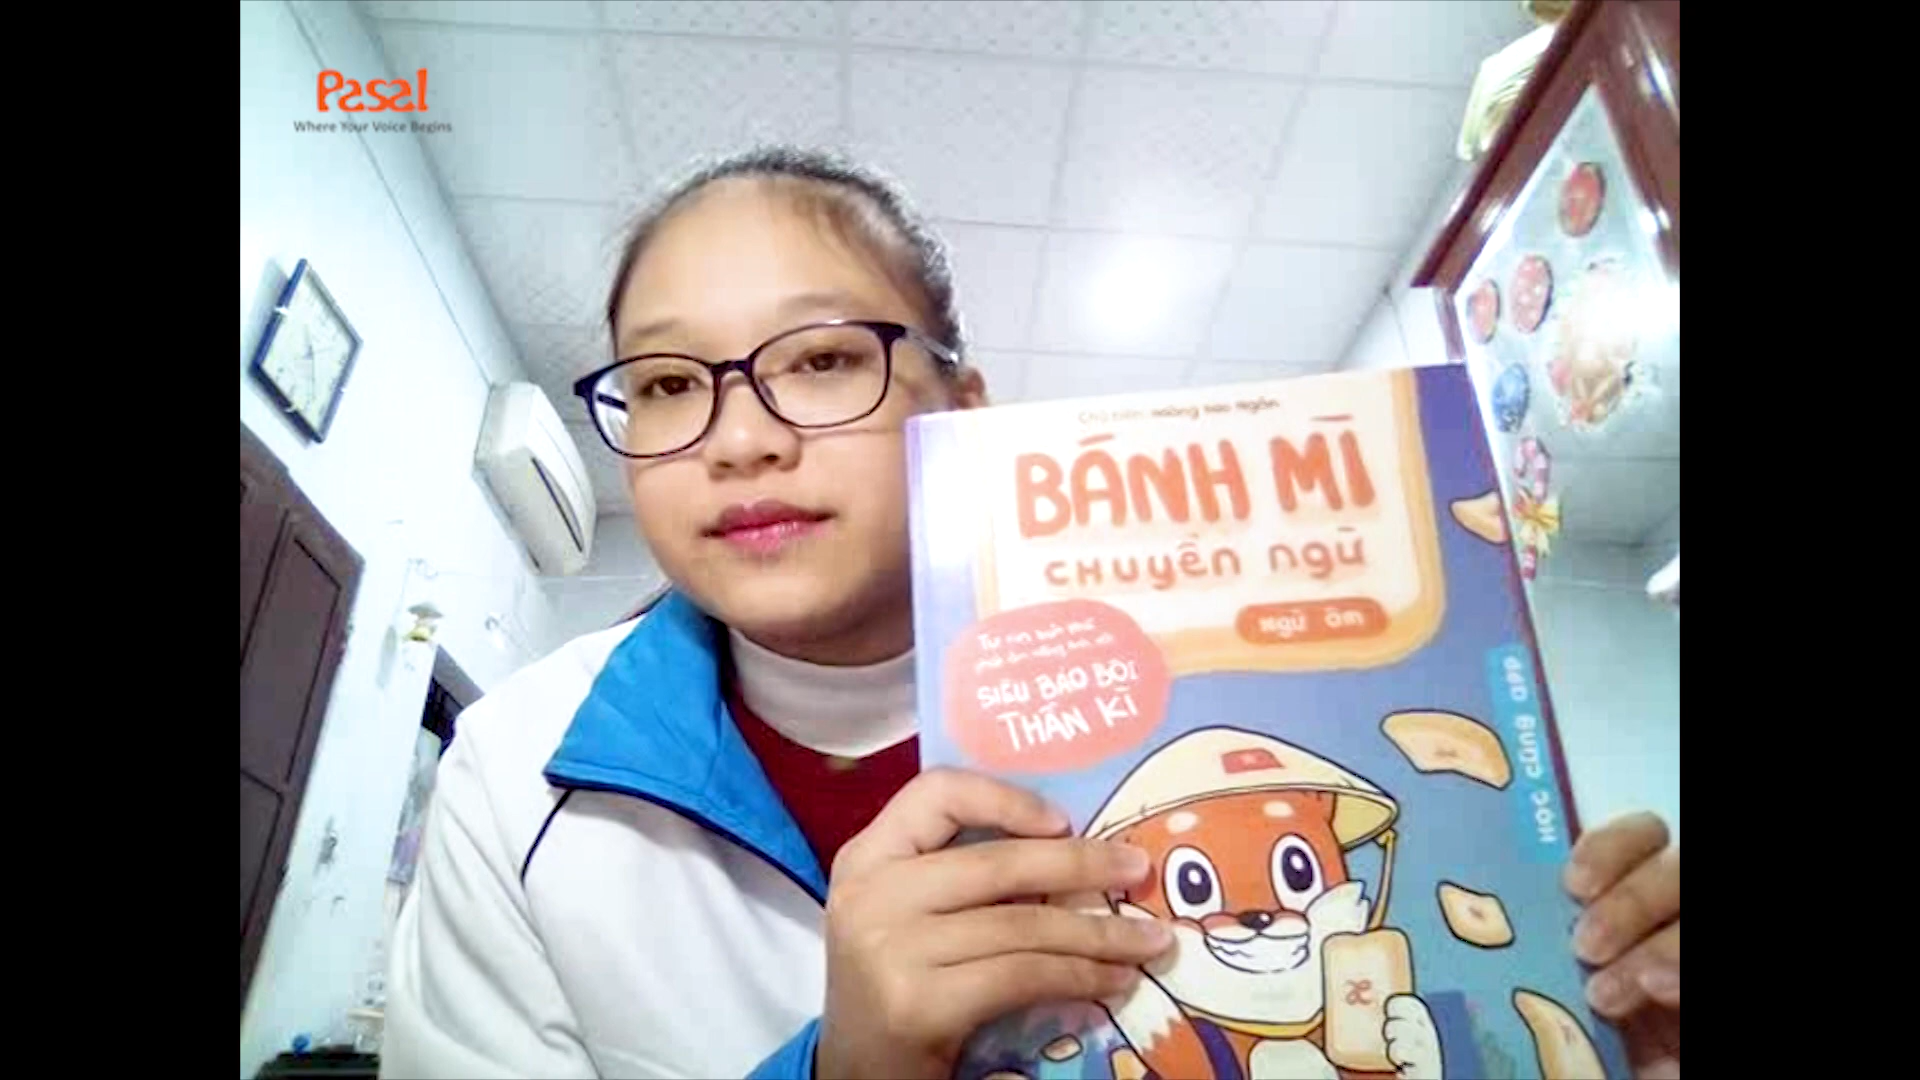 Pasal
Where Your Voice Begins
BÁNH MÌ
CHUYỂN NGỮ
NGỮ ÂM
SIÊU BẢO BỐI
THẦN KÌ
HỌC CÙNG APP
æ